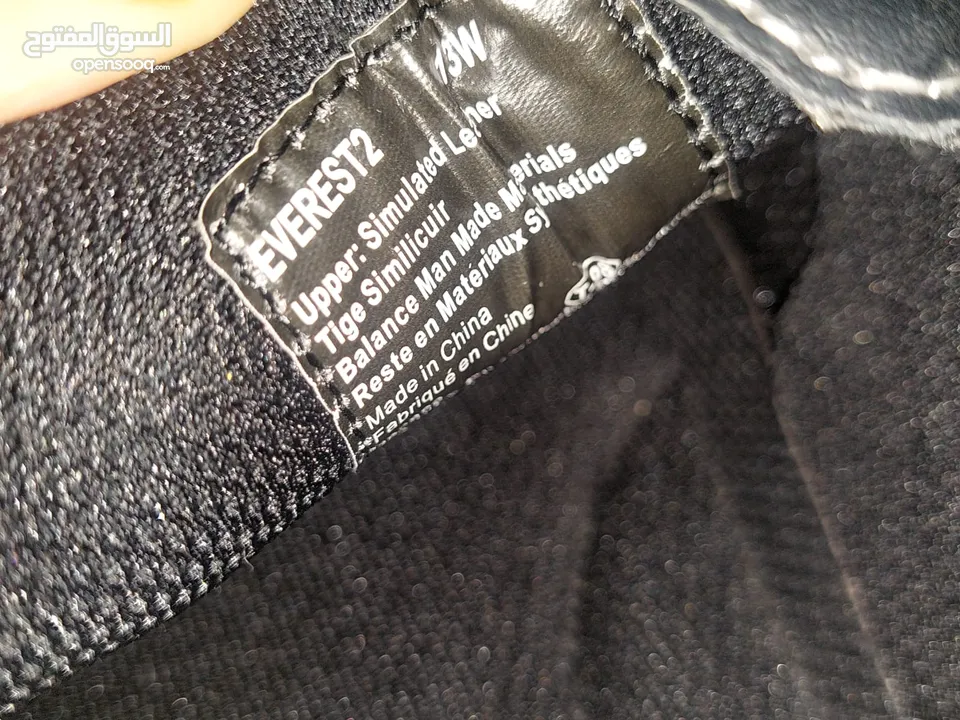 السوق المفتوح
opensooq.com
EVEREST2 13W
Upper: Simulated Leather
Tige Similicuir
Balance Man Made Materials
Reste en Matériaux Synthétiques
Made in China
Fabriqué en Chine